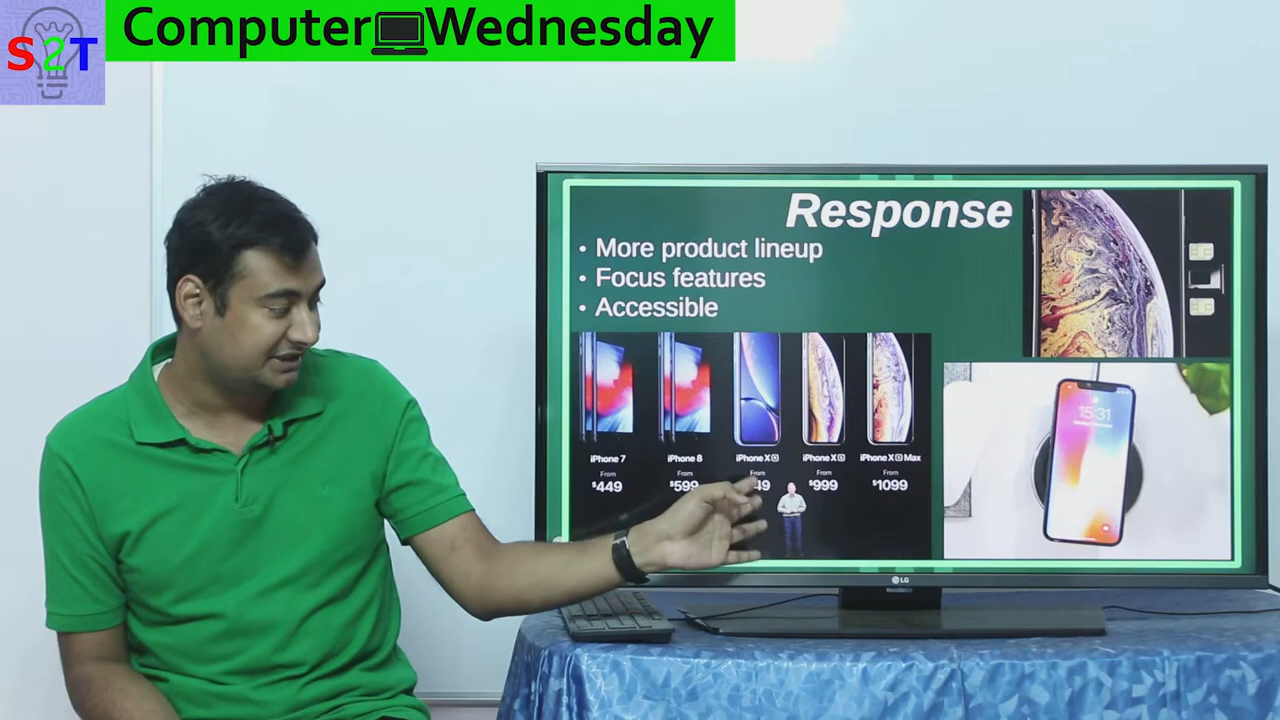 S2T
Computer Wednesday
Response
• More product lineup
• Focus features
• Accessible
iPhone 7
From
$449
iPhone 8
From
$599
iPhone XR
From
49
iPhone XS
From
$999
iPhone XS Max
From
$1099
15:31
LG